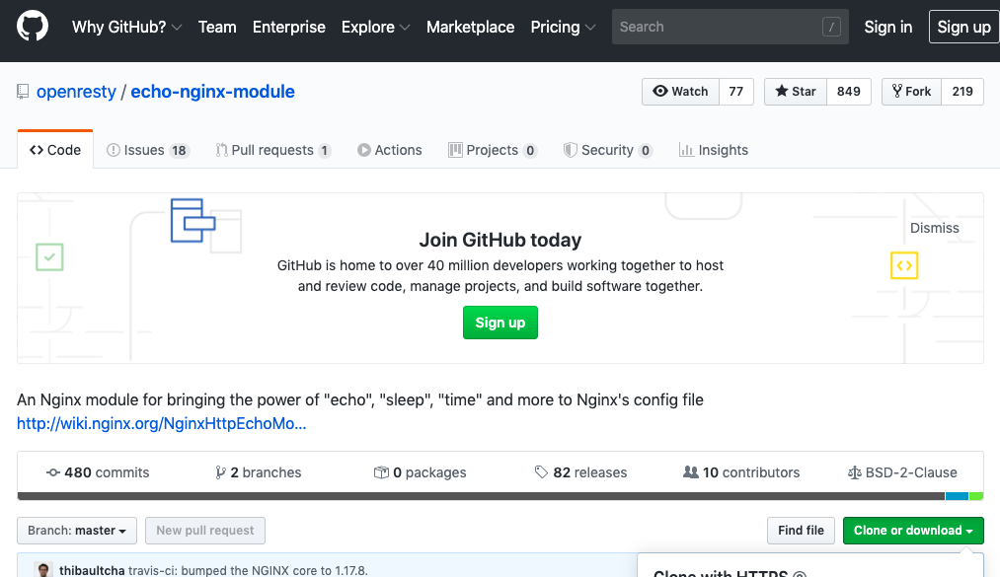 Why GitHub? Team Enterprise Explore Marketplace Pricing Search / Sign in Sign up
openresty / echo-nginx-module Watch 77 Star 849 Fork 219
Code Issues 18 Pull requests 1 Actions Projects 0 Security 0 Insights
Join GitHub today
Dismiss
GitHub is home to over 40 million developers working together to host
and review code, manage projects, and build software together.
Sign up
An Nginx module for bringing the power of "echo", "sleep", "time" and more to Nginx's config file
http://wiki.nginx.org/NginxHttpEchoMo...
480 commits 2 branches 0 packages 82 releases 10 contributors BSD-2-Clause
Branch: master New pull request Find file Clone or download
thibaultcha travis-ci: bumped the NGINX core to 1.17.8.
Clone with HTTPS